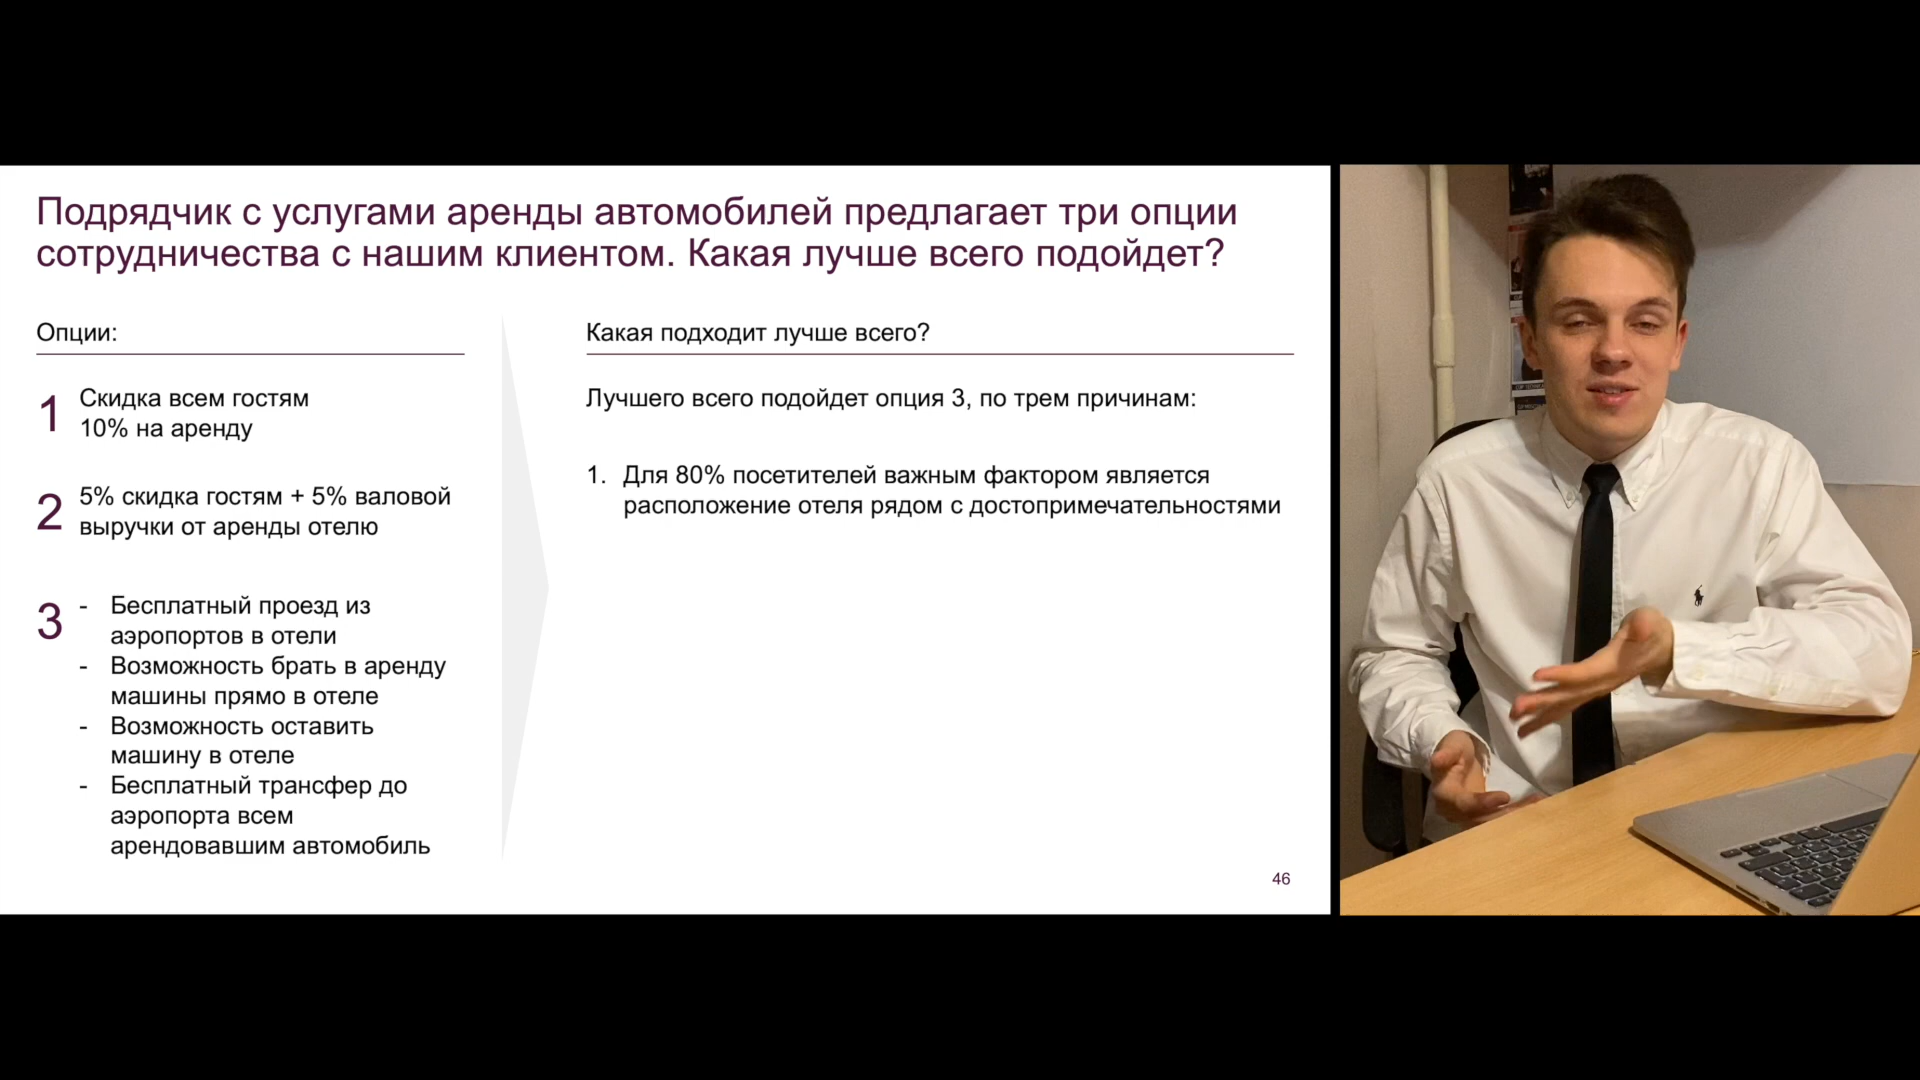 Подрядчик с услугами аренды автомобилей предлагает три опции
сотрудничества с нашим клиентом. Какая лучше всего подойдет?
Опции:
1
Скидка всем гостям
10% на аренду
2
5% скидка гостям + 5% валовой
выручки от аренды отелю
3
- Бесплатный проезд из
аэропортов в отели
- Возможность брать в аренду
машины прямо в отеле
- Возможность оставить
машину в отеле
- Бесплатный трансфер до
аэропорта всем
арендовавшим автомобиль
Какая подходит лучше всего?
Лучшего всего подойдет опция 3, по трем причинам:
1. Для 80% посетителей важным фактором является
расположение отеля рядом с достопримечательностями
46